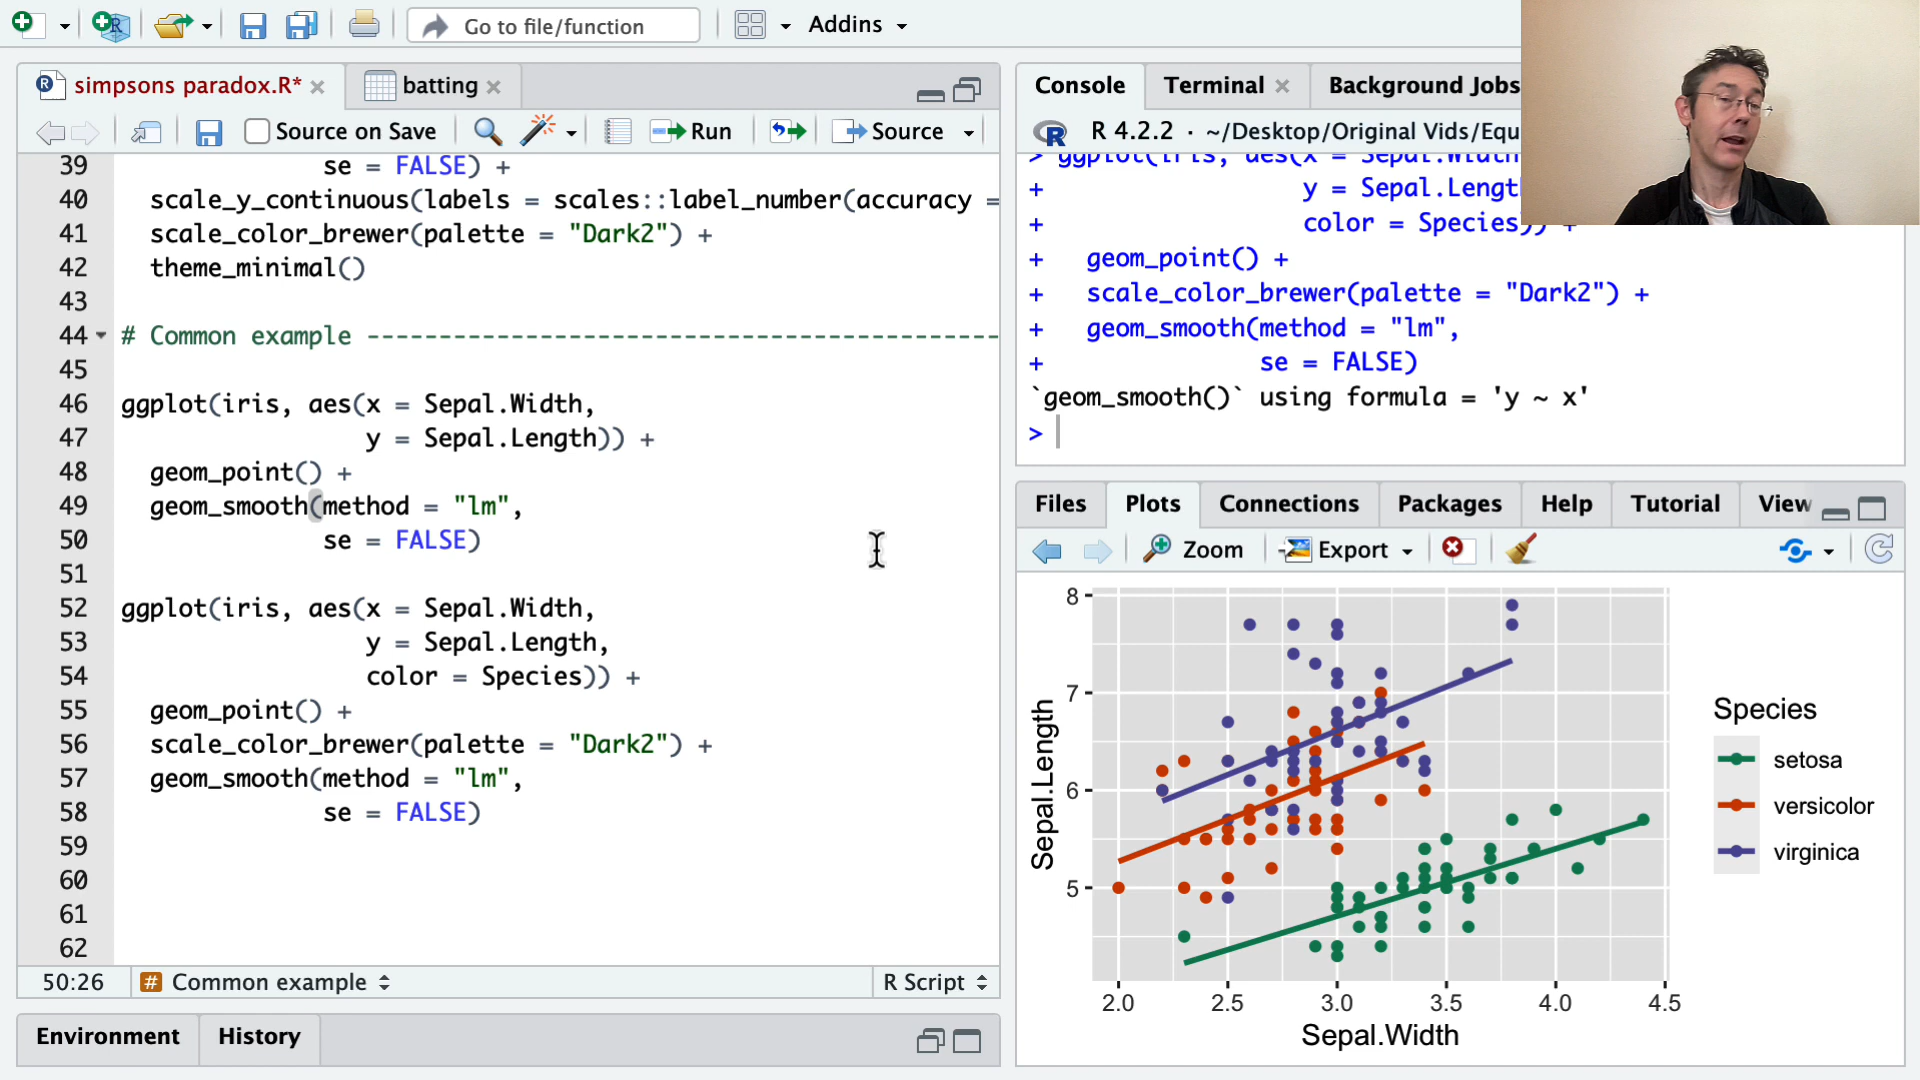 Go to file/function
Addins
simpsons paradox.R*
batting
Source on Save
Run
Source
39 se = FALSE) +
40 scale_y_continuous(labels = scales::label_number(accuracy =
41 scale_color_brewer(palette = "Dark2") +
42 theme_minimal()
43
44 # Common example --------------------------------------------
45
46 ggplot(iris, aes(x = Sepal.Width,
47 y = Sepal.Length)) +
48 geom_point() +
49 geom_smooth(method = "lm",
50 se = FALSE)
51
52 ggplot(iris, aes(x = Sepal.Width,
53 y = Sepal.Length,
54 color = Species)) +
55 geom_point() +
56 scale_color_brewer(palette = "Dark2") +
57 geom_smooth(method = "lm",
58 se = FALSE)
59
60
61
62
50:26
# Common example
R Script
Environment
History
Console
Terminal
Background Jobs
R 4.2.2 · ~/Desktop/Original Vids/Equ
> ggplot(iris, aes(x = Sepal.Width
+ y = Sepal.Lengt
+ color = Species)) +
+ geom_point() +
+ scale_color_brewer(palette = "Dark2") +
+ geom_smooth(method = "lm",
+ se = FALSE)
`geom_smooth()` using formula = 'y ~ x'
>
Files
Plots
Connections
Packages
Help
Tutorial
View
Zoom
Export
8
7
6
5
Sepal.Length
2.0 2.5 3.0 3.5 4.0 4.5
Sepal.Width
Species
setosa
versicolor
virginica